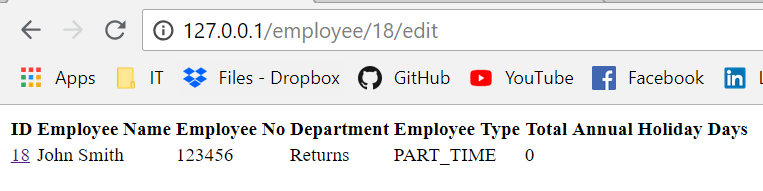 127.0.0.1/employee/18/edit
Apps IT Files - Dropbox GitHub YouTube Facebook in
ID Employee Name Employee No Department Employee Type Total Annual Holiday Days
18 John Smith 123456 Returns PART_TIME 0